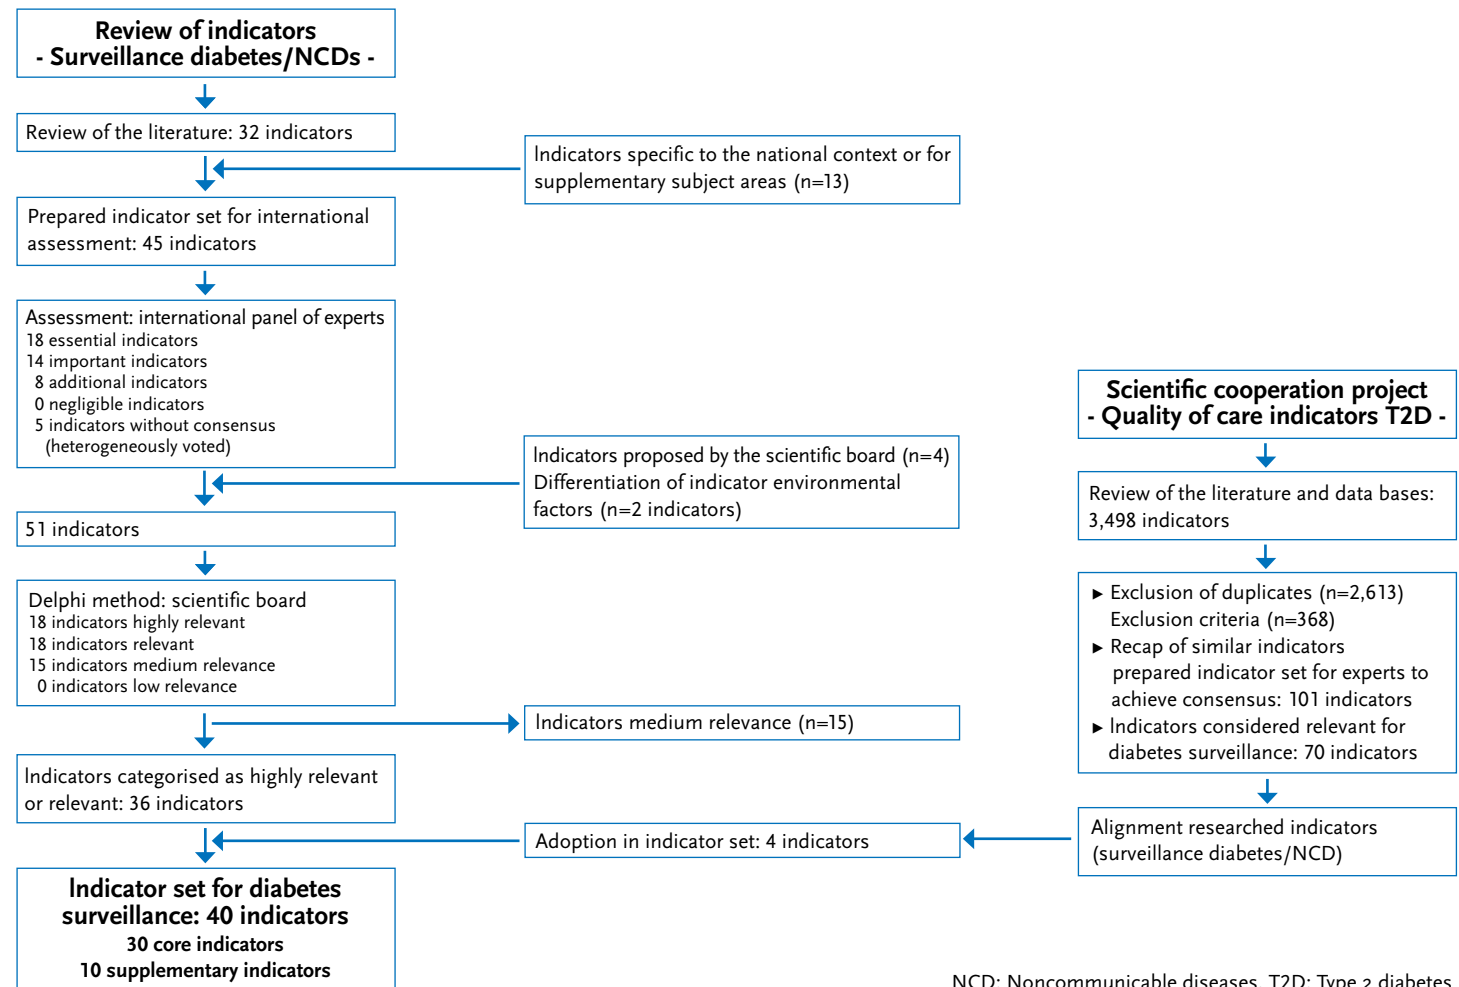 Review of indicators
- Surveillance diabetes/NCDs -
Review of the literature: 32 indicators
Indicators specific to the national context or for
supplementary subject areas (n=13)
Prepared indicator set for international
assessment: 45 indicators
Assessment: international panel of experts
18 essential indicators
14 important indicators
8 additional indicators
0 negligible indicators
5 indicators without consensus
(heterogeneously voted)
Indicators proposed by the scientific board (n=4)
Differentiation of indicator environmental
factors (n=2 indicators)
51 indicators
Delphi method: scientific board
18 indicators highly relevant
18 indicators relevant
15 indicators medium relevance
0 indicators low relevance
Indicators medium relevance (n=15)
Indicators categorised as highly relevant
or relevant: 36 indicators
Scientific cooperation project
- Quality of care indicators T2D -
Review of the literature and data bases:
3,498 indicators
► Exclusion of duplicates (n=2,613)
Exclusion criteria (n=368)
► Recap of similar indicators
prepared indicator set for experts to
achieve consensus: 101 indicators
► Indicators considered relevant for
diabetes surveillance: 70 indicators
Alignment researched indicators
(surveillance diabetes/NCD)
Adoption in indicator set: 4 indicators
Indicator set for diabetes
surveillance: 40 indicators
30 core indicators
10 supplementary indicators
NCD: Noncommunicable diseases, T2D: Type 2 diabetes